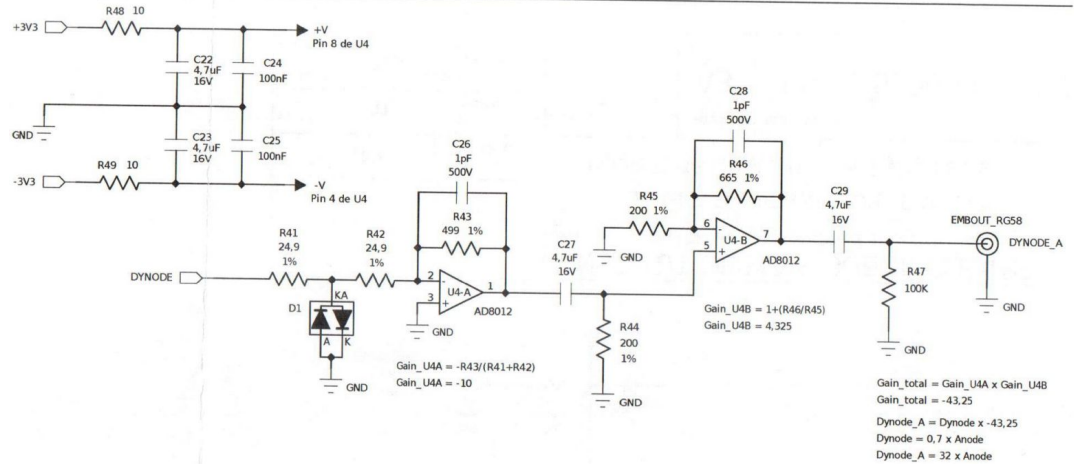 R48 10
+3V3
+V
Pin 8 de U4
C22
4,7uF
16V
C24
100nF
GND
C23
4,7uF
16V
C25
100nF
R49 10
-3V3
-V
Pin 4 de U4
C26
1pF
500V
R43
499 1%
R41
24,9
1%
R42
24,9
1%
DYNODE
D1
KA
A
K
GND
2
-
3
+
U4-A
1
AD8012
GND
Gain_U4A = -R43/(R41+R42)
Gain_U4A = -10
C27
4,7uF
16V
R44
200
1%
GND
C28
1pF
500V
R46
665 1%
R45
200 1%
GND
6
-
5
+
U4-B
7
AD8012
Gain_U4B = 1+(R46/R45)
Gain_U4B = 4,325
C29
4,7uF
16V
EMBOUT_RG58
DYNODE_A
GND
R47
100K
GND
Gain_total = Gain_U4A x Gain_U4B
Gain_total = -43,25
Dynode_A = Dynode x -43,25
Dynode = 0,7 x Anode
Dynode_A = 32 x Anode